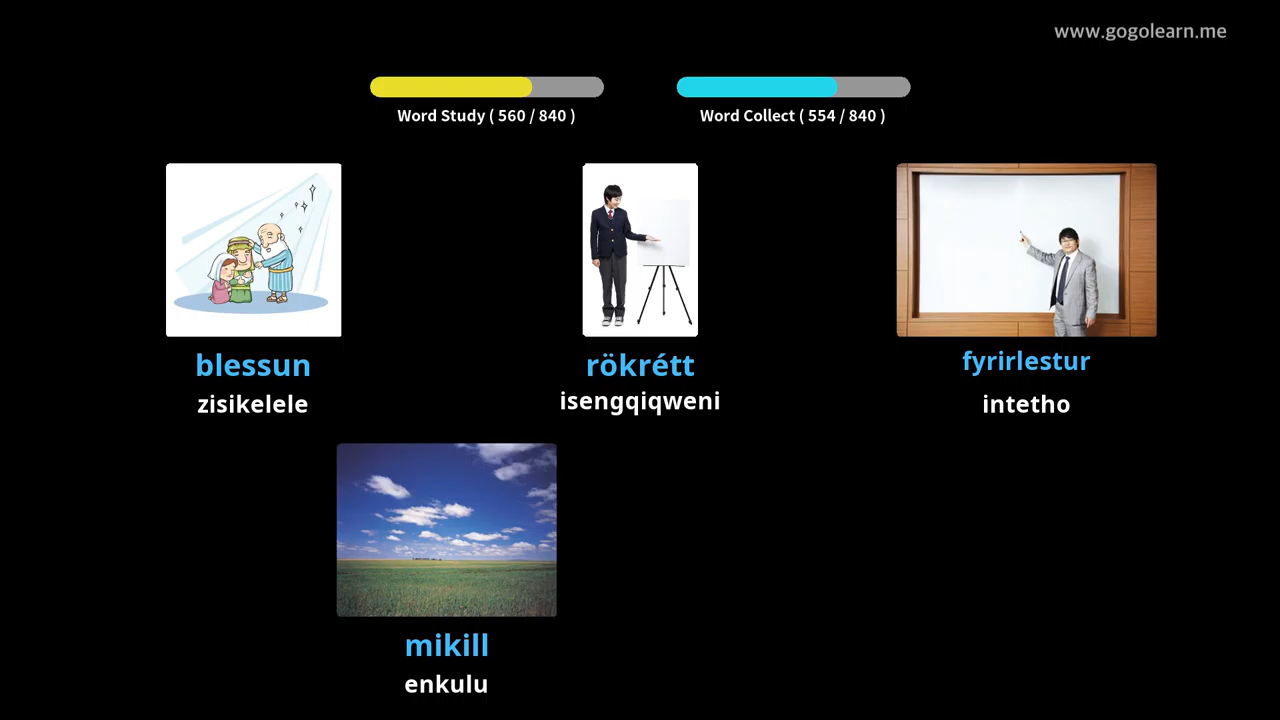 www.gogolearn.me
Word Study ( 560 / 840 )
Word Collect ( 554 / 840 )
blessun
rökrétt
fyrirlestur
zisikelele
isengqiqweni
intetho
mikill
enkulu